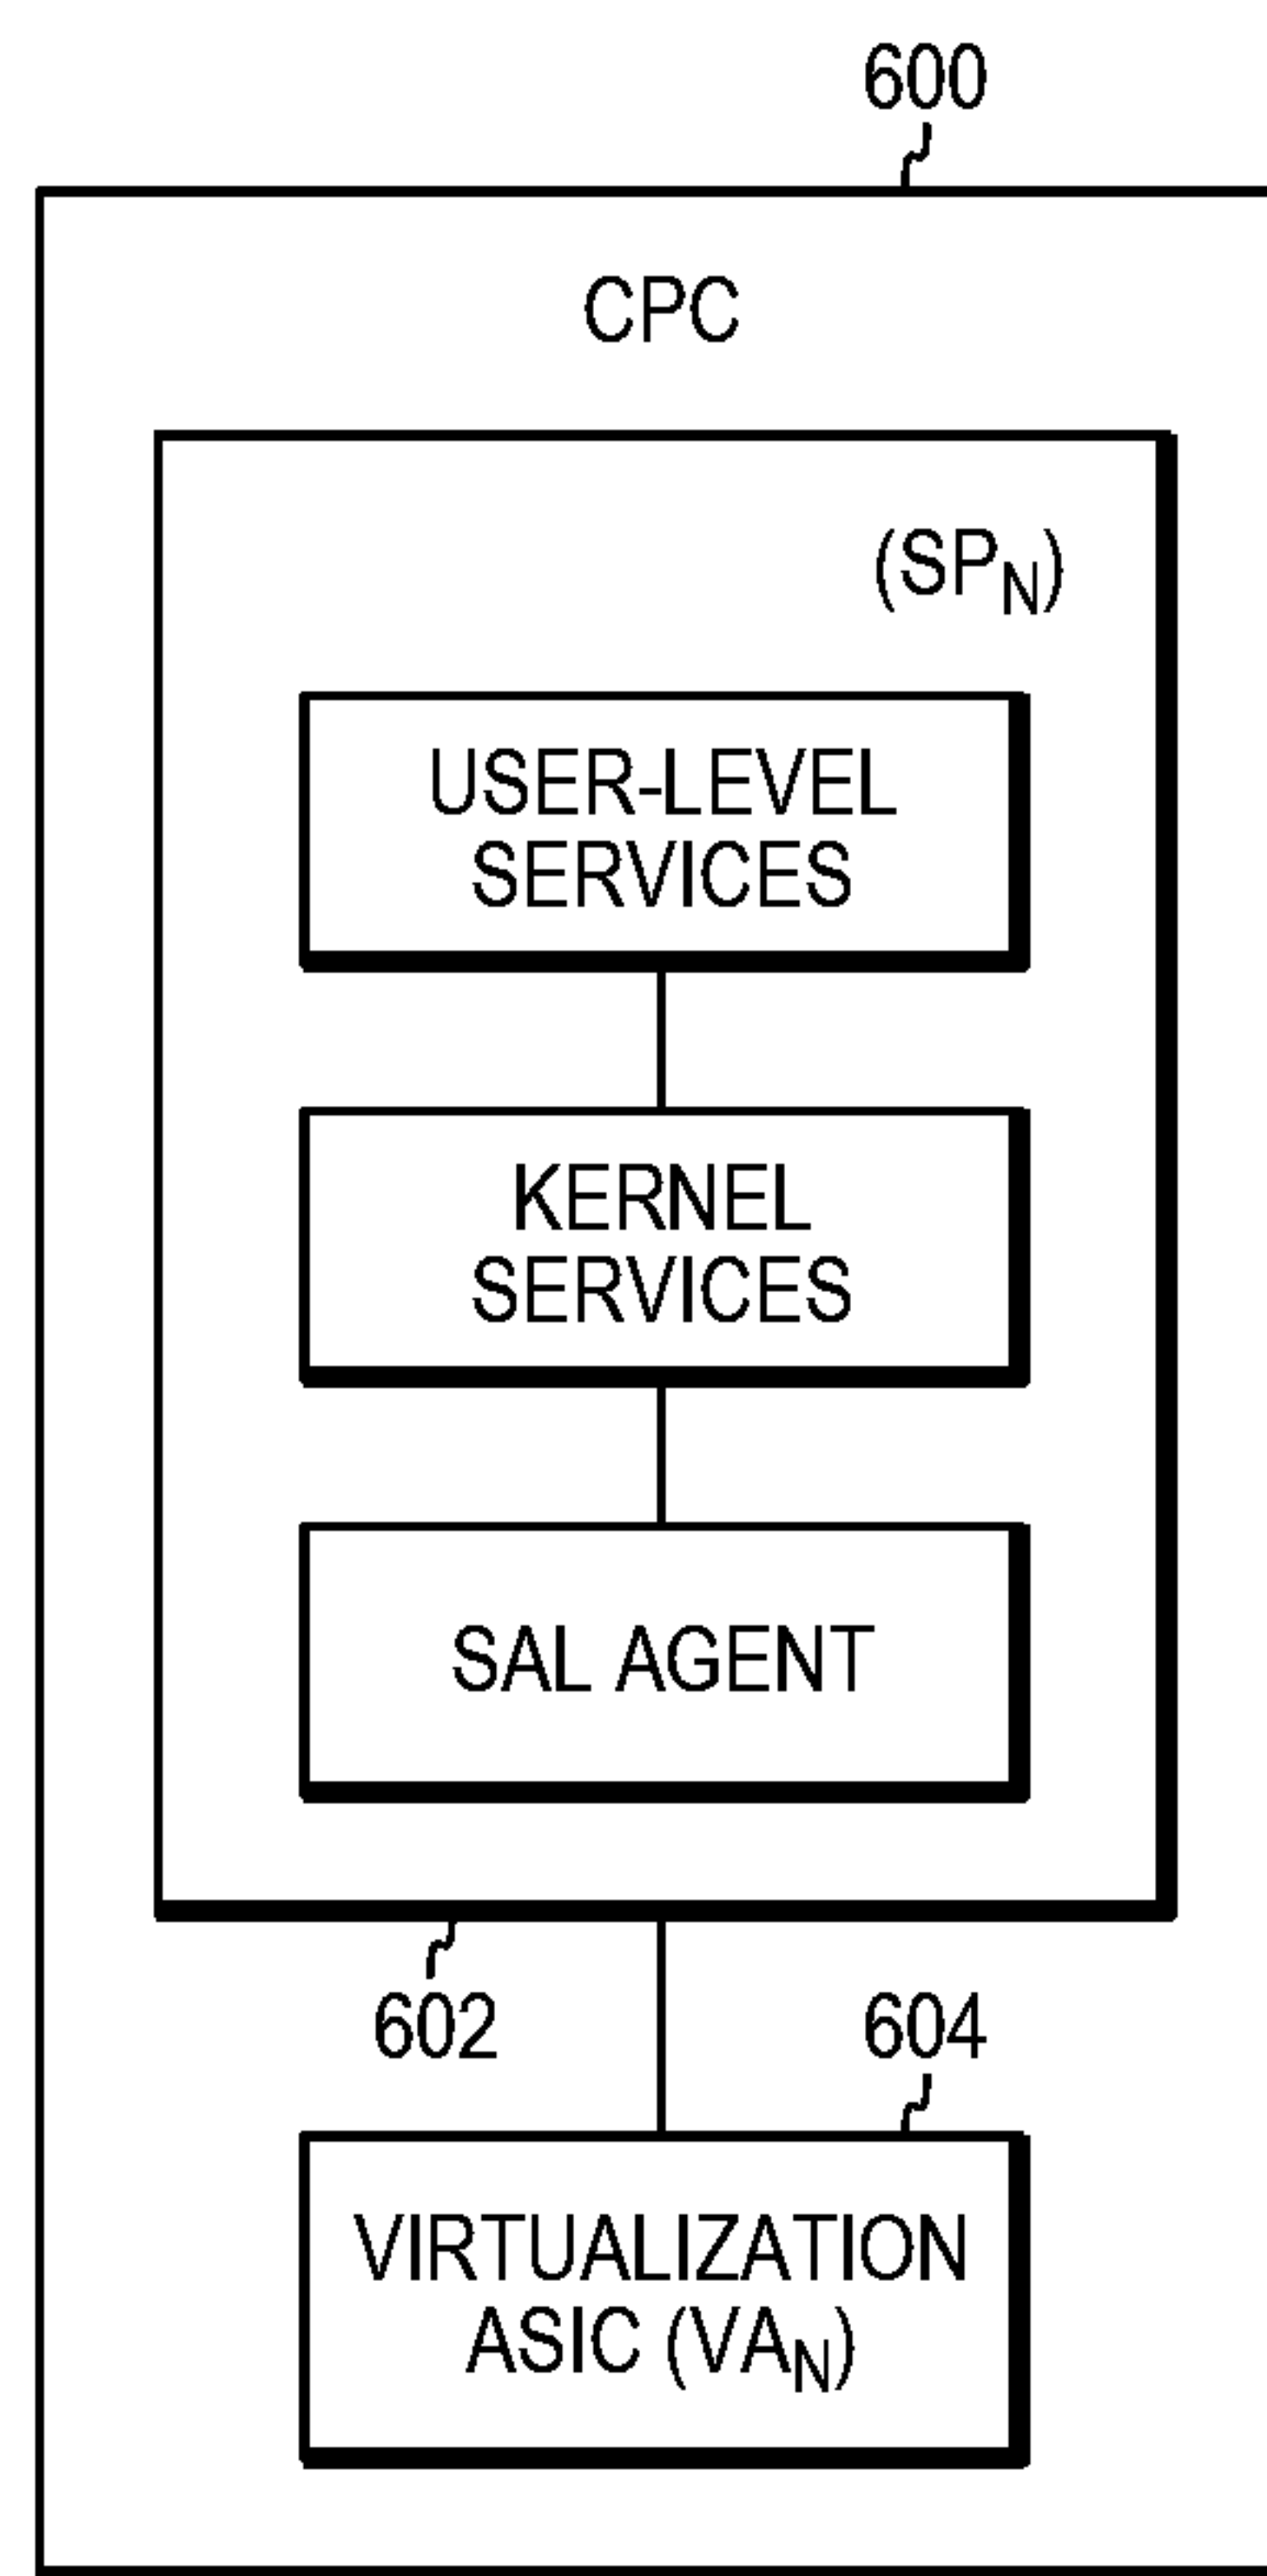 600
CPC
(SPN)
USER-LEVEL
SERVICES
KERNEL
SERVICES
SAL AGENT
602
604
VIRTUALIZATION
ASIC (VAN)